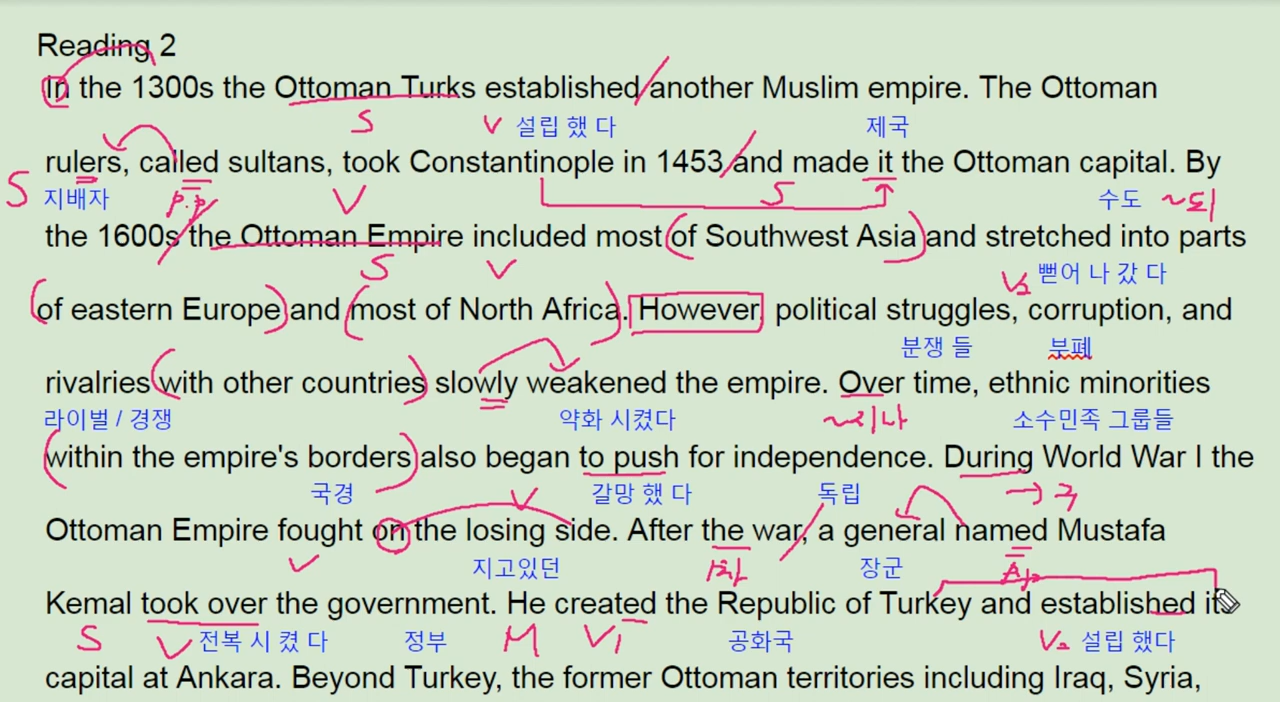 Reading 2
In the 1300s the Ottoman Turks established another Muslim empire. The Ottoman
S V 설립 했 다 제국
rulers, called sultans, took Constantinople in 1453 and made it the Ottoman capital. By
S 지배자 p.p V S 수도 ~되
the 1600s the Ottoman Empire included most of Southwest Asia and stretched into parts
S V V₂ 뻗어 나 갔 다
of eastern Europe and most of North Africa. However, political struggles, corruption, and
분쟁 들 부폐
rivalries with other countries slowly weakened the empire. Over time, ethnic minorities
라이벌 / 경쟁 약화 시켰다 소수민족 그룹들
within the empire's borders also began to push for independence. During World War I the
국경 V 갈망 했 다 독립
Ottoman Empire fought on the losing side. After the war, a general named Mustafa
지고있던 장군
Kemal took over the government. He created the Republic of Turkey and established it
S V 전복 시 켰 다 정부 V₁ 공화국 V₂ 설립 했다
capital at Ankara. Beyond Turkey, the former Ottoman territories including Iraq, Syria,